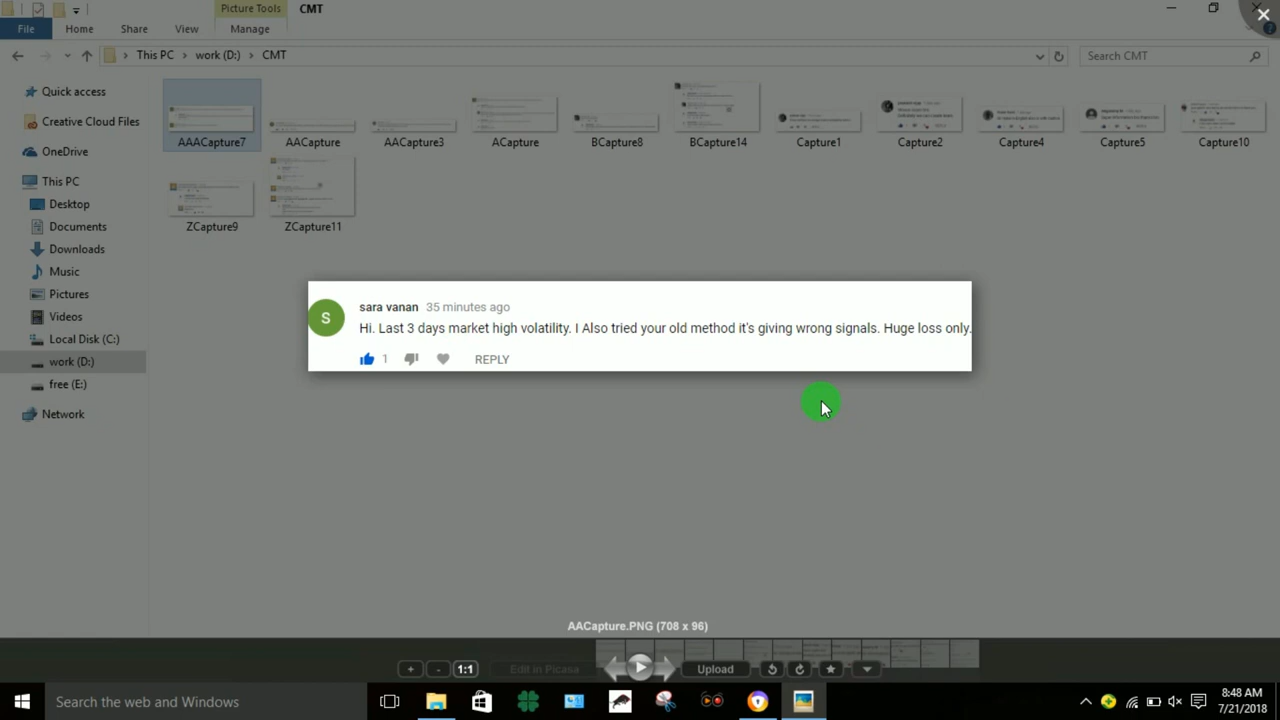 Picture Tools
CMT
File
Home
Share
View
Manage
This PC
work (D:)
CMT
Search CMT
Quick access
Creative Cloud Files
OneDrive
This PC
Desktop
Documents
Downloads
Music
Pictures
Videos
Local Disk (C:)
work (D:)
free (E:)
Network
AAACapture7
AACapture
AACapture3
ACapture
BCapture8
BCapture14
Capture1
Capture2
Capture4
Capture5
Capture10
ZCapture9
ZCapture11
S
sara vanan 35 minutes ago
Hi. Last 3 days market high volatility. I Also tried your old method it's giving wrong signals. Huge loss only.
1
REPLY
AACapture.PNG (708 x 96)
+ - 1:1 Edit in Picasa Upload
Search the web and Windows
8:48 AM
7/21/2018